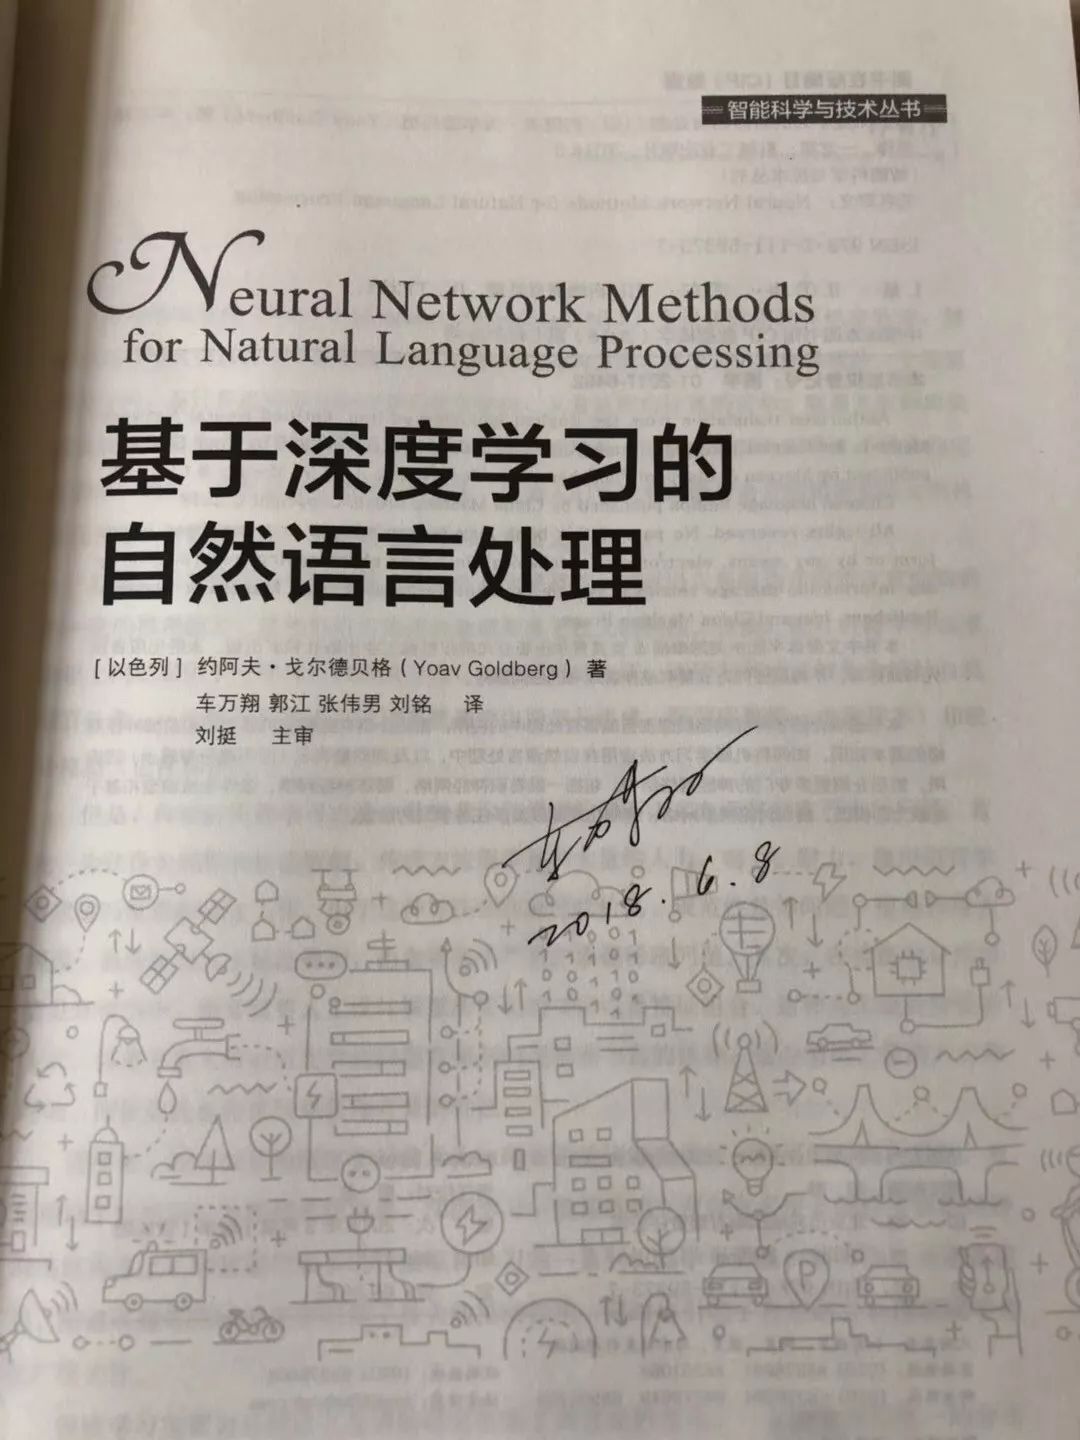 智能科学与技术丛书
Neural Network Methods
for Natural Language Processing
基于深度学习的
自然语言处理
[以色列] 约阿夫·戈尔德贝格（Yoav Goldberg）著
车万翔 郭江 张伟男 刘铭 译
刘挺 主审
车万翔
2018.6.8